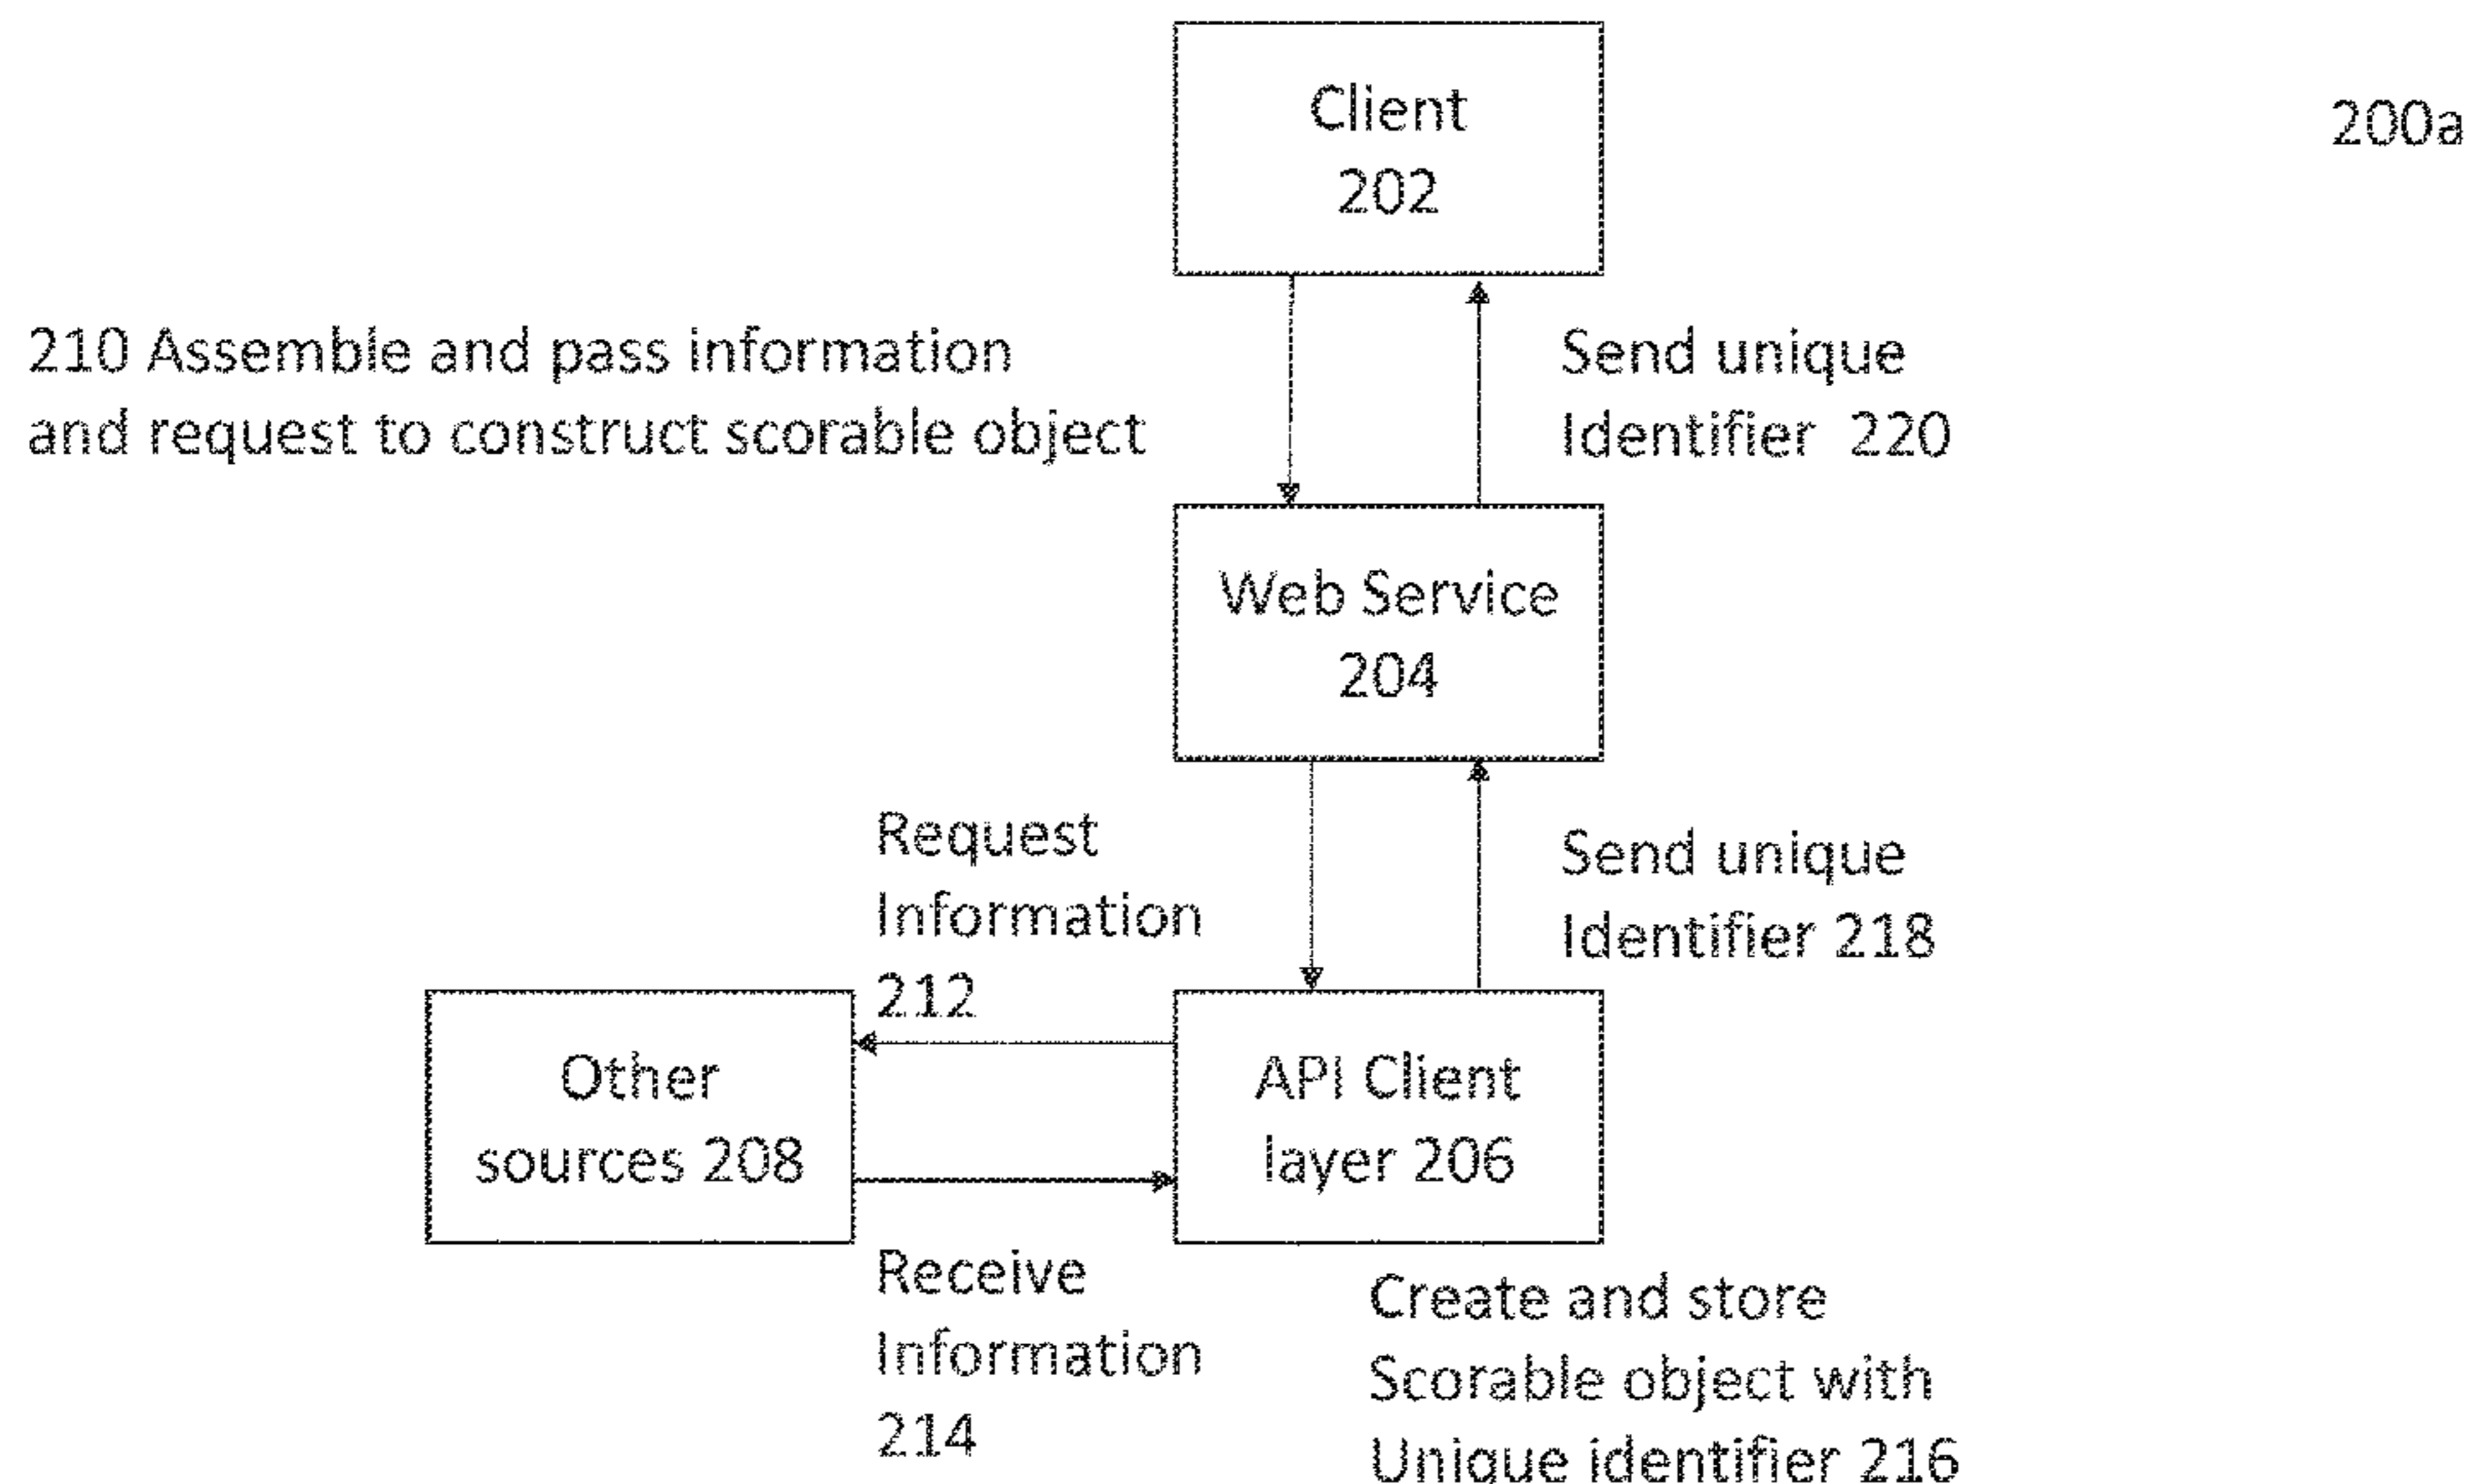 Client
202
200a
210 Assemble and pass information
and request to construct scorable object
Send unique
Identifier 220
Web Service
204
Request
Information
212
Send unique
Identifier 218
Other
sources 208
API Client
layer 206
Receive
Information
214
Create and store
Scorable object with
Unique identifier 216